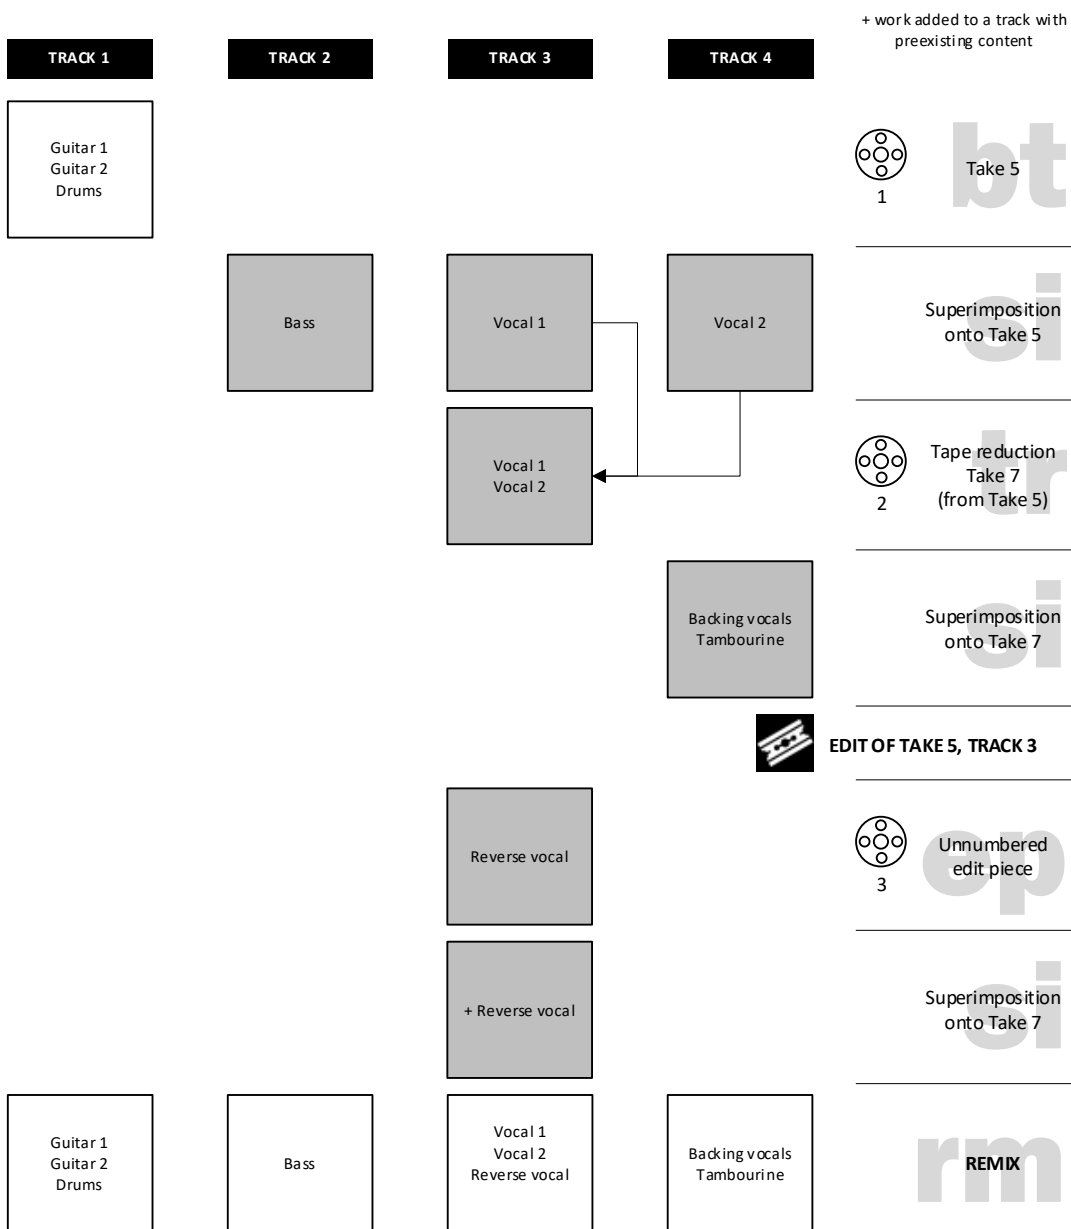 + work added to a track with
preexisting content
TRACK 1
TRACK 2
TRACK 3
TRACK 4
Guitar 1
Guitar 2
Drums
1
bt
Take 5
Bass
Vocal 1
Vocal 2
si
Superimposition
onto Take 5
Vocal 1
Vocal 2
2
tr
Tape reduction
Take 7
(from Take 5)
Backing vocals
Tambourine
si
Superimposition
onto Take 7
EDIT OF TAKE 5, TRACK 3
Reverse vocal
3
ep
Unnumbered
edit piece
+ Reverse vocal
si
Superimposition
onto Take 7
Guitar 1
Guitar 2
Drums
Bass
Vocal 1
Vocal 2
Reverse vocal
Backing vocals
Tambourine
rm
REMIX